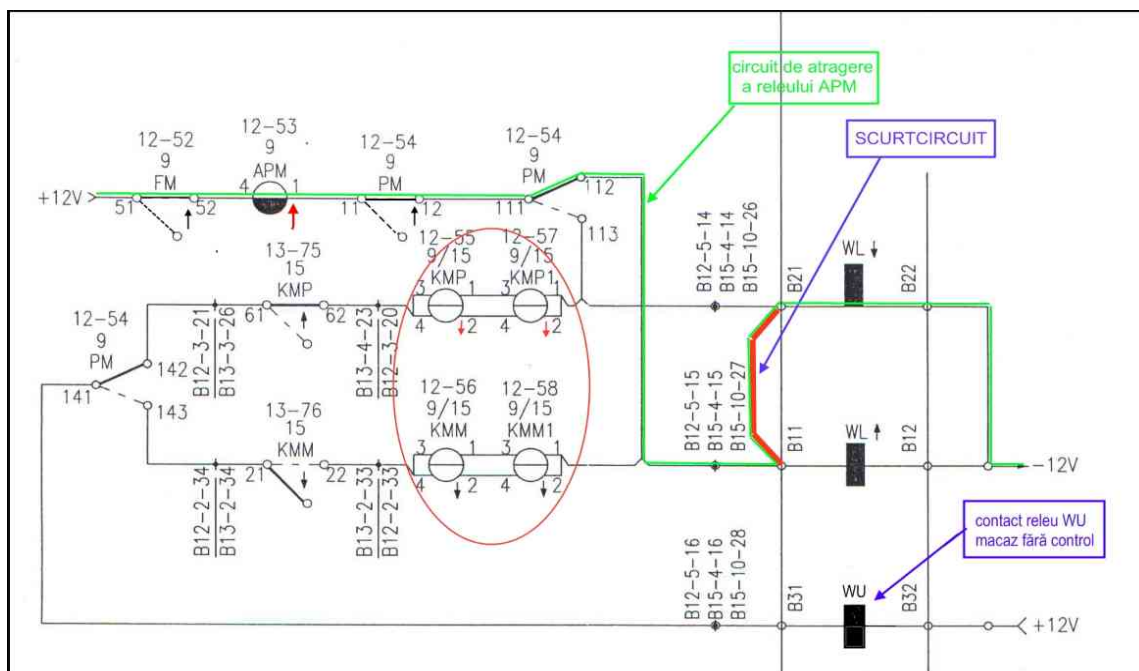 circuit de atragere
a releului APM
SCURTCIRCUIT
12-52
9
FM
12-53
9
APM
12-54
9
PM
12-54
9
PM
+12V
51
52
4
1
11
12
111
112
113
13-75
15
KMP
12-55
9/15
KMP
12-57
9/15
KMP1
B12-5-14
B15-4-14
B15-10-26
B21
WL
B22
61
62
3
1
4
2
3
1
4
2
12-54
9
PM
141
142
143
B12-3-21
B13-3-26
B13-4-23
B12-3-20
13-76
15
KMM
12-56
9/15
KMM
12-58
9/15
KMM1
B12-5-15
B15-4-15
B15-10-27
B11
WL
B12
21
22
3
1
4
2
3
1
4
2
-12V
B12-2-34
B13-2-34
B13-2-33
B12-2-33
contact releu WU
macaz fără control
B12-5-16
B15-4-16
B15-10-28
B31
WU
B32
+12V